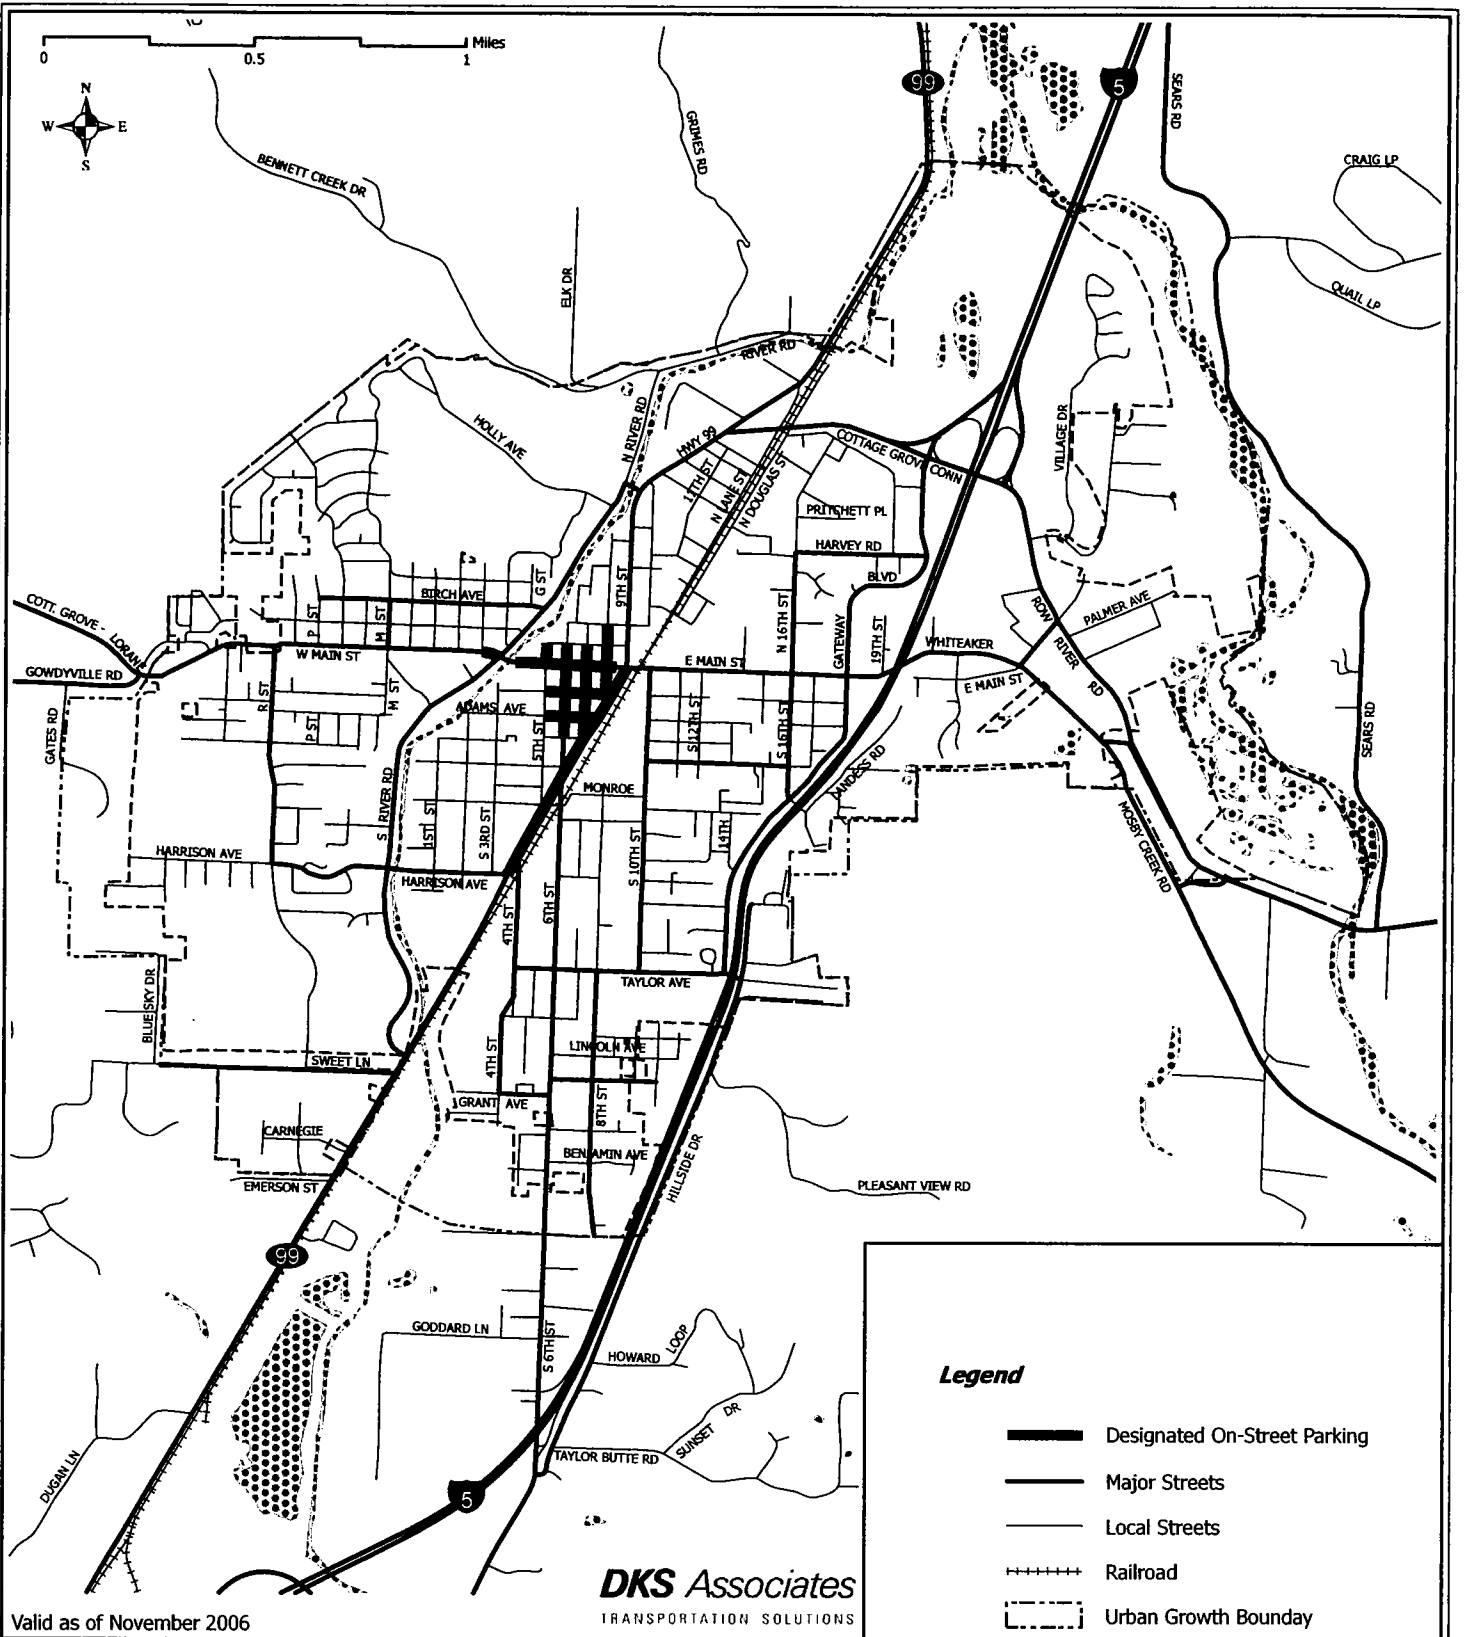 Miles
0 0.5 1
N
W E
S
99
5
SEARS RD
CRAIG LP
QUAIL LP
GRIMES RD
BENNETT CREEK DR
ELK DR
RIVER RD
N RIVER RD
HOLLY AVE
HWY 99
11TH ST
N LANE ST
N DOUGLAS ST
COTTAGE GROV CONN
VILLAGE DR
PRITCHETT PL
HARVEY RD
BLVD
G ST
BIRCH AVE
9TH ST
P ST
M ST
N 16TH ST
GATEWAY
19TH ST
ROW
RIVER
RD
PALMER AVE
COTT. GROVE - LORANE
W MAIN ST
E MAIN ST
WHITEAKER
E MAIN ST
GOWDYVILLE RD
R ST
P ST
M ST
ADAMS AVE
5TH ST
S 12TH ST
S 16TH ST
GATES RD
SEARS RD
LANDESS RD
MONROE
S RIVER RD
1ST ST
S 3RD ST
S 10TH ST
14TH
MOSBY CREEK RD
HARRISON AVE
HARRISON AVE
4TH ST
6TH ST
BLUE SKY DR
TAYLOR AVE
SWEET LN
4TH ST
LINCOLN AVE
GRANT AVE
8TH ST
CARNEGIE
BENJAMIN AVE
HILLSIDE DR
EMERSON ST
PLEASANT VIEW RD
99
GODDARD LN
S 6TH ST
HOWARD LOOP
SUNSET DR
TAYLOR BUTTE RD
DUGAN LN
5
Legend
Designated On-Street Parking
Major Streets
Local Streets
Railroad
Urban Growth Bounday
DKS Associates
TRANSPORTATION SOLUTIONS
Valid as of November 2006